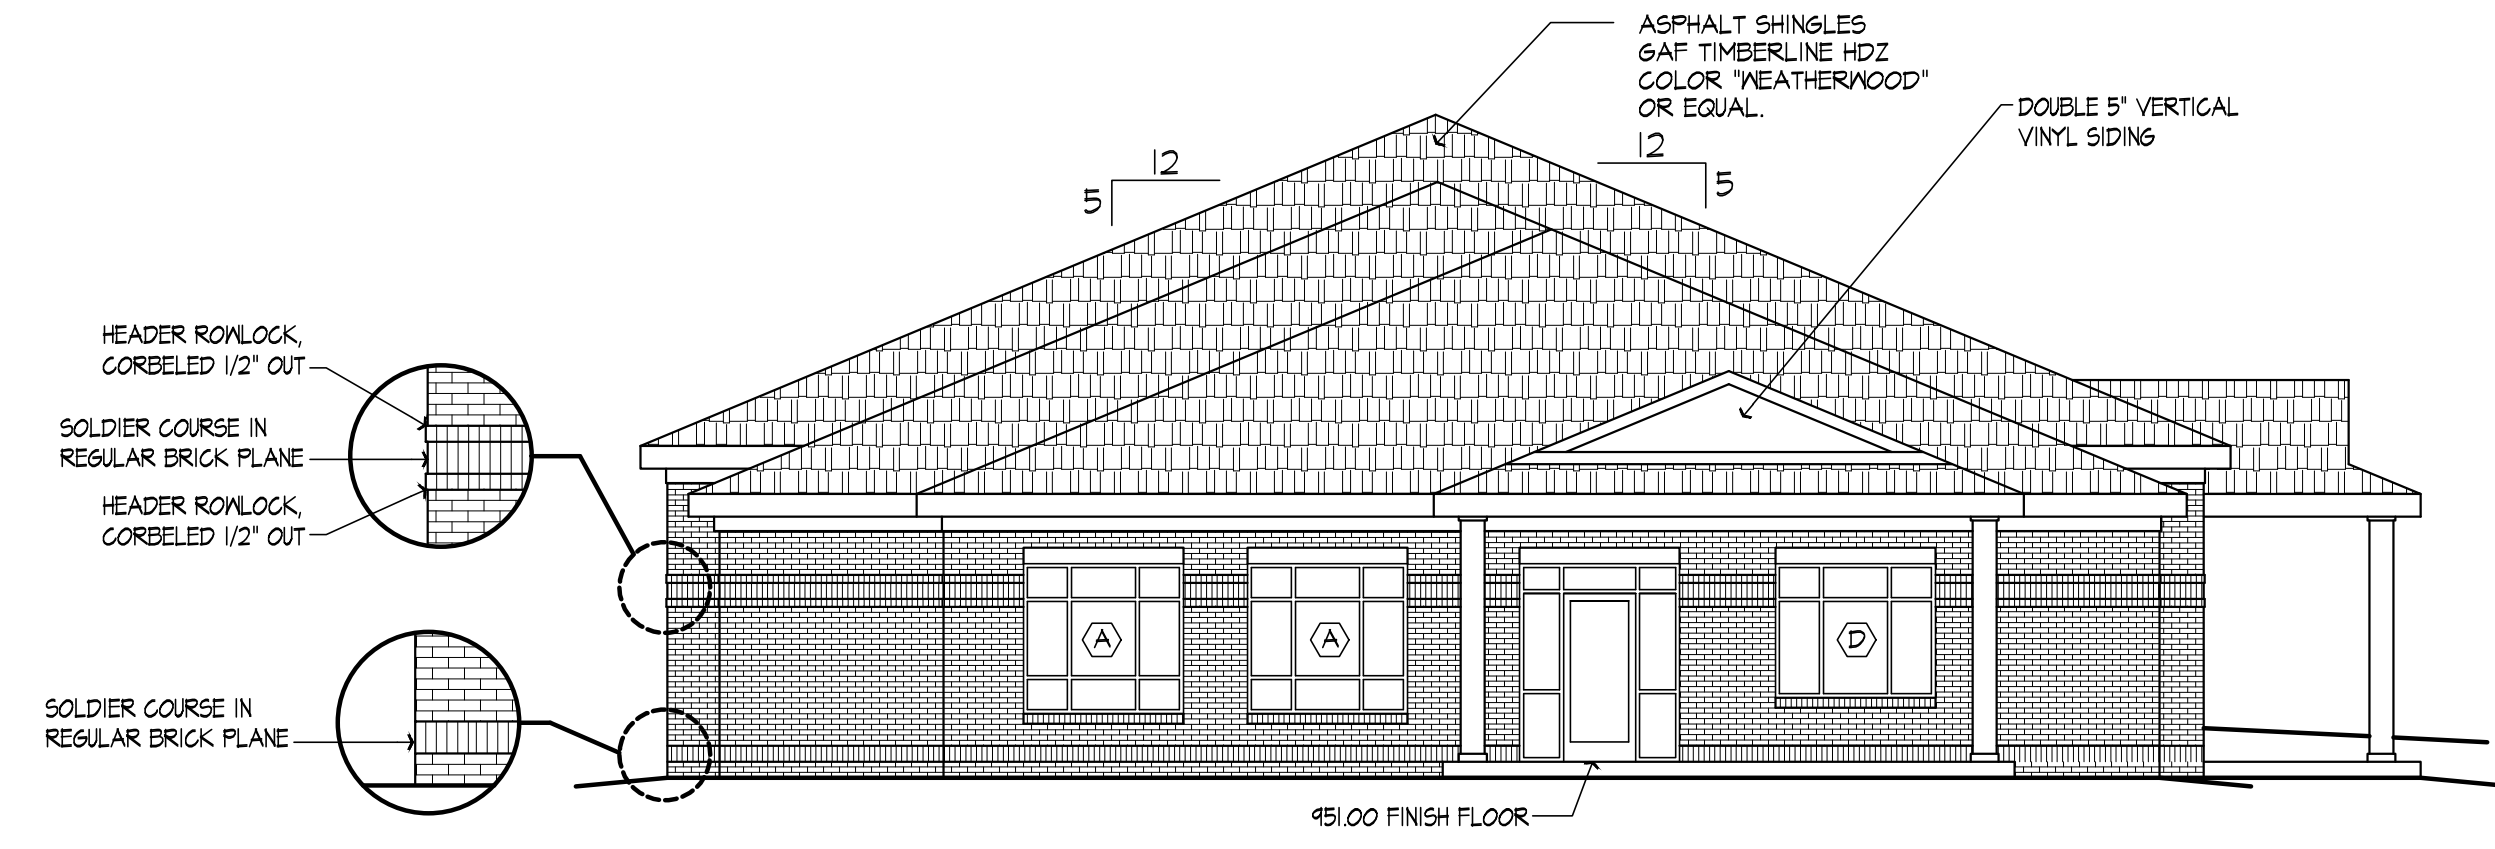 ASPHALT SHINGLES
GAF TIMBERLINE HDZ
COLOR "WEATHERWOOD"
OR EQUAL.
DOUBLE 5" VERTICAL
VINYL SIDING
12
5
12
5
HEADER ROWLOCK,
CORBELED 1/2" OUT
SOLDIER COURSE IN
REGULAR BRICK PLANE
HEADER ROWLOCK,
CORBELED 1/2" OUT
A
A
D
SOLDIER COURSE IN
REGULAR BRICK PLANE
951.00 FINISH FLOOR